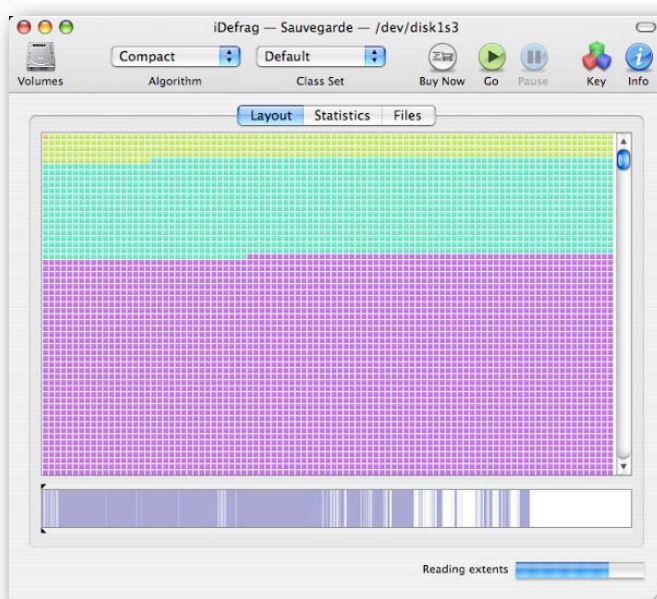 iDefrag — Sauvegarde — /dev/disk1s3
Compact Default
Volumes Algorithm Class Set Buy Now Go Pause Key Info
Layout Statistics Files
Reading extents